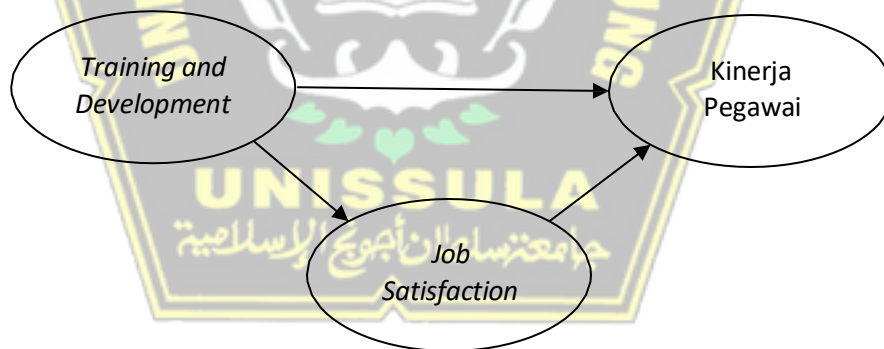 Training and
Development
Kinerja
Pegawai
UNISSULA
جامعة سلطان أجونج الإسلامية
Job
Satisfaction